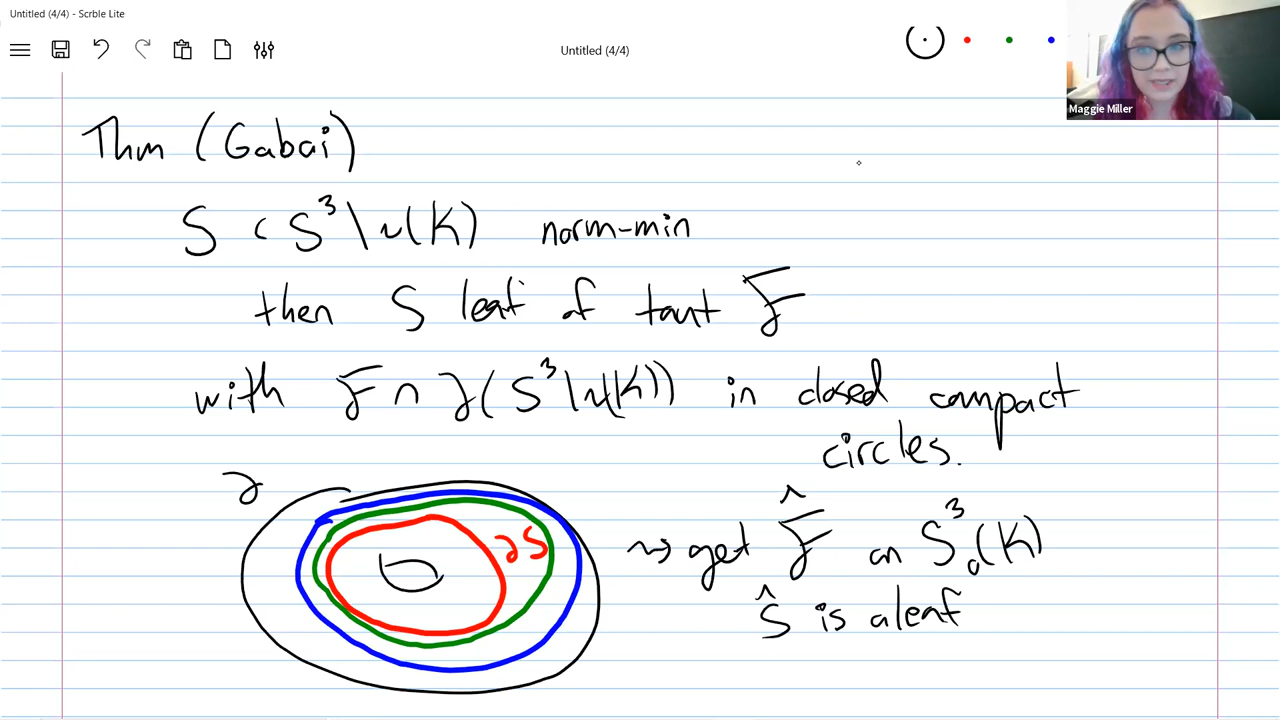 Untitled (4/4) - Scrble Lite
Untitled (4/4)
Maggie Miller
Thm (Gabai)
S ⊂ S³\ν(K) norm-min
then S leaf of taut F
with F ∩ ∂(S³\ν(K)) in closed compact
circles.
∂
∂S
⇝ get F̂ on S³₀(K)
Ŝ is a leaf